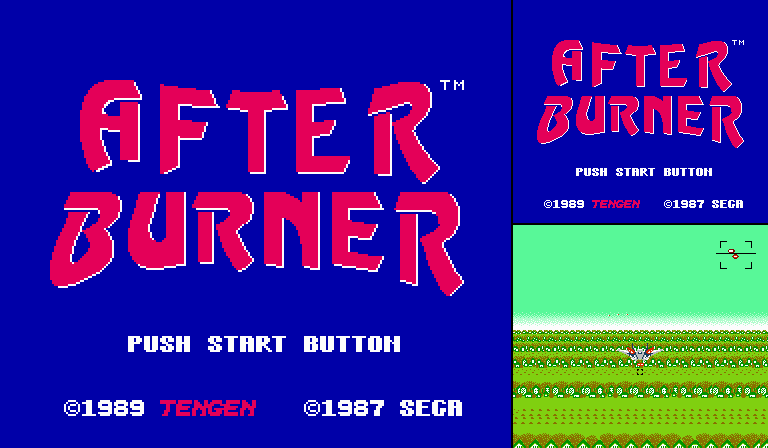 AFTER™
BURNER
PUSH START BUTTON
©1989 TENGEN ©1987 SEGA
AFTER™
BURNER
PUSH START BUTTON
©1989 TENGEN ©1987 SEGA